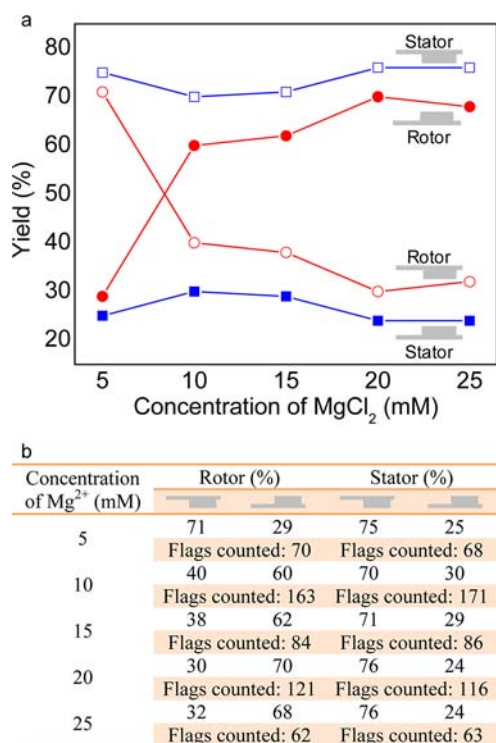 a
80
70
60
50
40
30
20
Yield (%)
Stator
Rotor
Rotor
Stator
5 10 15 20 25
Concentration of MgCl₂ (mM)
b
Concentration of Mg²⁺ (mM) Rotor (%) Stator (%)
5 71 29 75 25
Flags counted: 70 Flags counted: 68
10 40 60 70 30
Flags counted: 163 Flags counted: 171
15 38 62 71 29
Flags counted: 84 Flags counted: 86
20 30 70 76 24
Flags counted: 121 Flags counted: 116
25 32 68 76 24
Flags counted: 62 Flags counted: 63